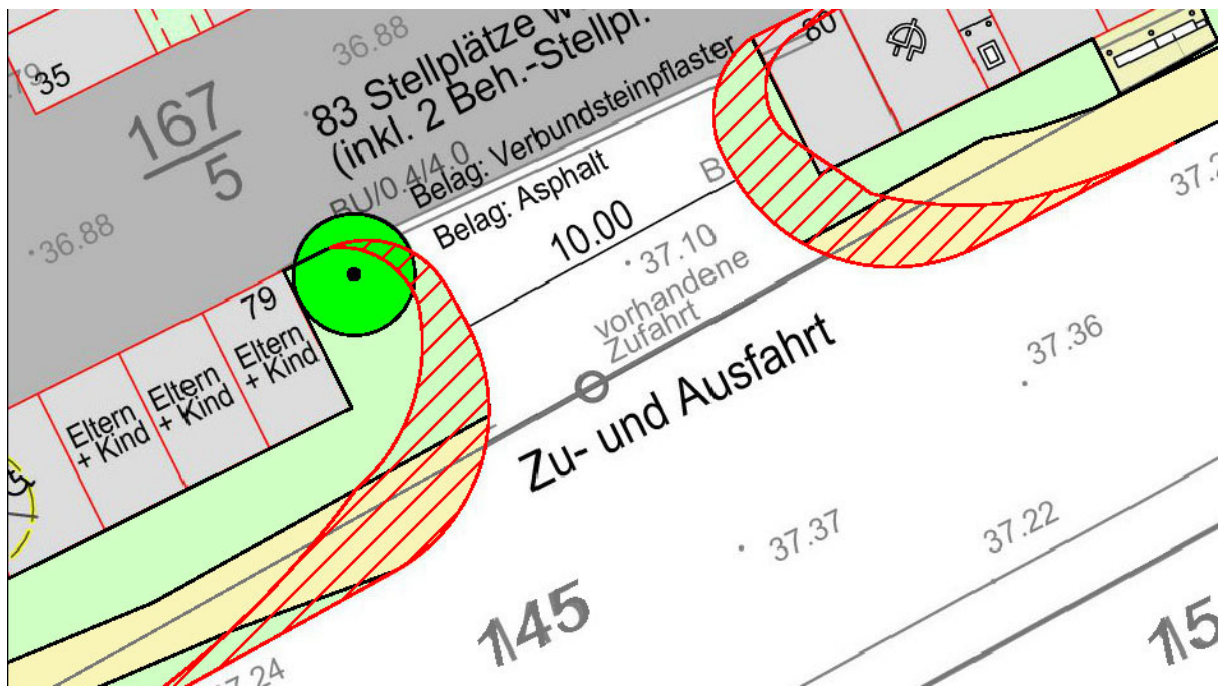 36.88
35
83 Stellplätze
(inkl. 2 Beh.-Stellpl.
80
167
5
BU/0.4/4.0
Belag: Verbundsteinpflaster
Belag: Asphalt
10.00
B
37.2
36.88
37.10
vorhandene
Zufahrt
79
Eltern
+ Kind
Eltern
+ Kind
Eltern
+ Kind
37.36
Zu- und Ausfahrt
37.37
37.22
145
15
7.24